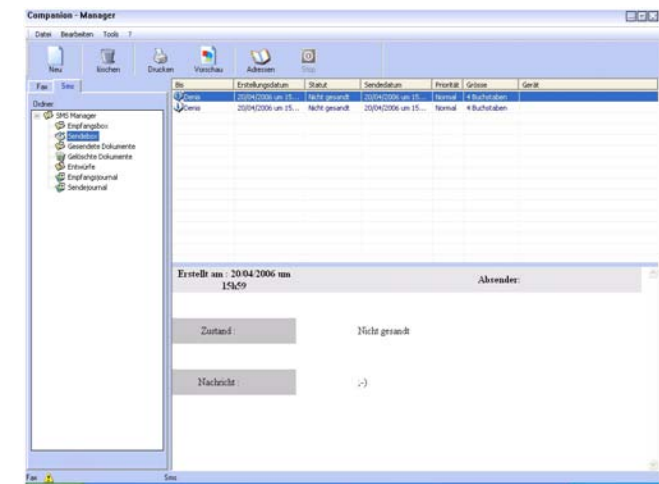 Companion - Manager
Datei Bearbeiten Tools ?
Neu löschen Drucken Vorschau Adressen Stop
Fax Sms
Bis Erstellungsdatum Statut Sendedatum Priorität Grösse Gerät
Denis 20/04/2006 um 15... Nicht gesandt 20/04/2006 um 15... Normal 4 Buchstaben
Denis 20/04/2006 um 15... Nicht gesandt 20/04/2006 um 15... Normal 4 Buchstaben
Ordner
SMS Manager
Empfangsbox
Sendebox
Gesendete Dokumente
Gelöschte Dokumente
Entwürfe
Empfangsjournal
Sendejournal
Erstellt am : 20/04/2006 um
15h59
Absender:
Zustand : Nicht gesandt
Nachricht : ;-)
Fax Sms